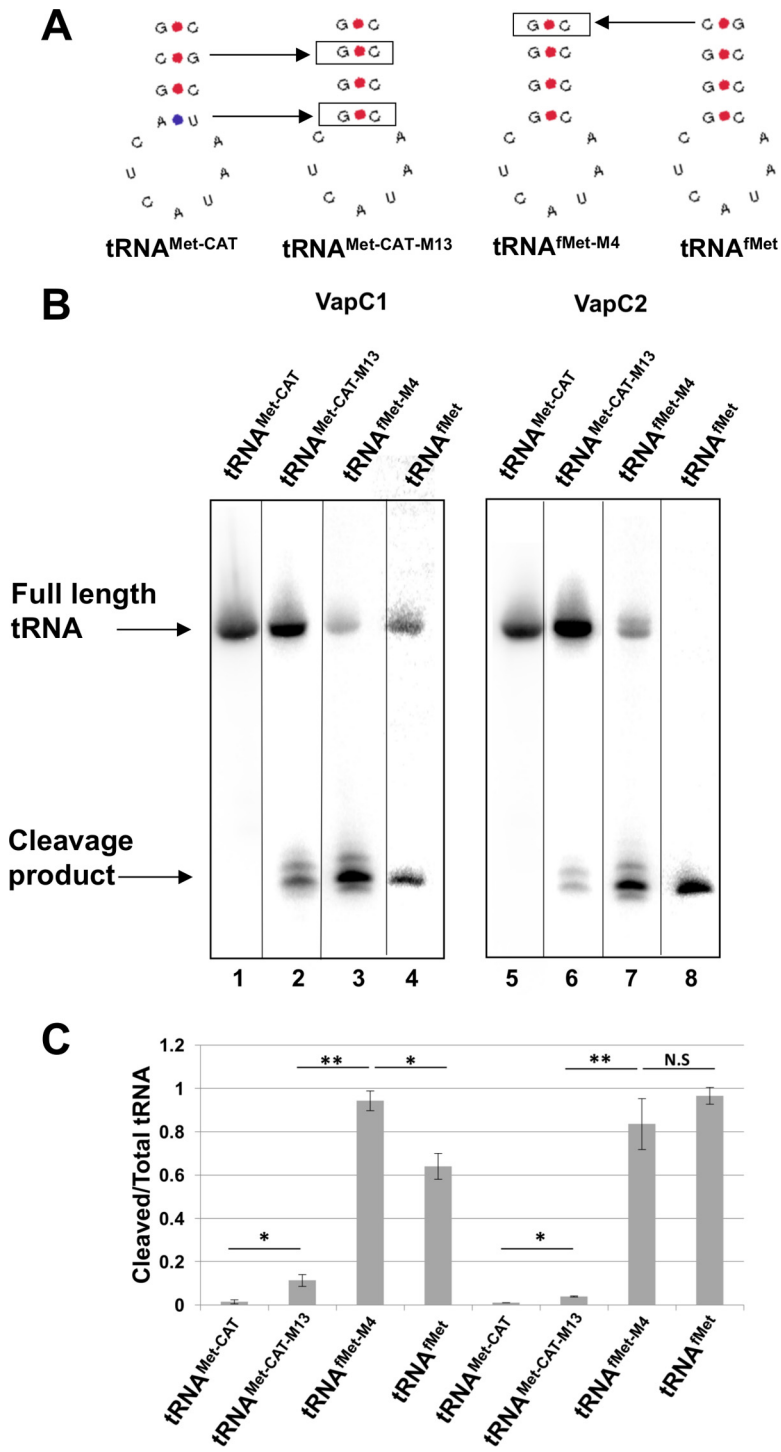 A
G C
C G
G C
A U
C A
U A
C U
A
tRNAMet-CAT
G C
G C
G C
G C
C A
U A
C U
A
tRNAMet-CAT-M13
G C
G C
G C
G C
C A
U A
C U
A
tRNAfMet-M4
C G
G C
G C
G C
C A
U A
C U
A
tRNAfMet
B
VapC1
VapC2
tRNAMet-CAT
tRNAMet-CAT-M13
tRNAfMet-M4
tRNAfMet
tRNAMet-CAT
tRNAMet-CAT-M13
tRNAfMet-M4
tRNAfMet
Full length
tRNA
Cleavage
product
1 2 3 4 5 6 7 8
C
Cleaved/Total tRNA
1.2
1
0.8
0.6
0.4
0.2
0
*
**
*
*
**
N.S
tRNAMet-CAT
tRNAMet-CAT-M13
tRNAfMet-M4
tRNAfMet
tRNAMet-CAT
tRNAMet-CAT-M13
tRNAfMet-M4
tRNAfMet